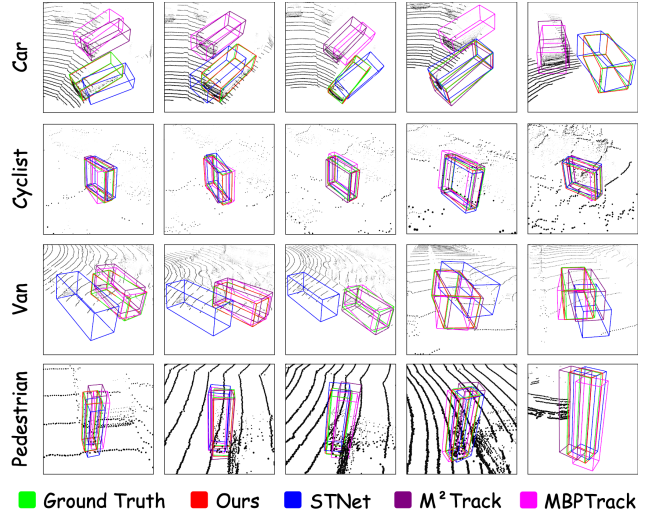 Car
Cyclist
Van
Pedestrian
Ground Truth Ours STNet M²Track MBPTrack